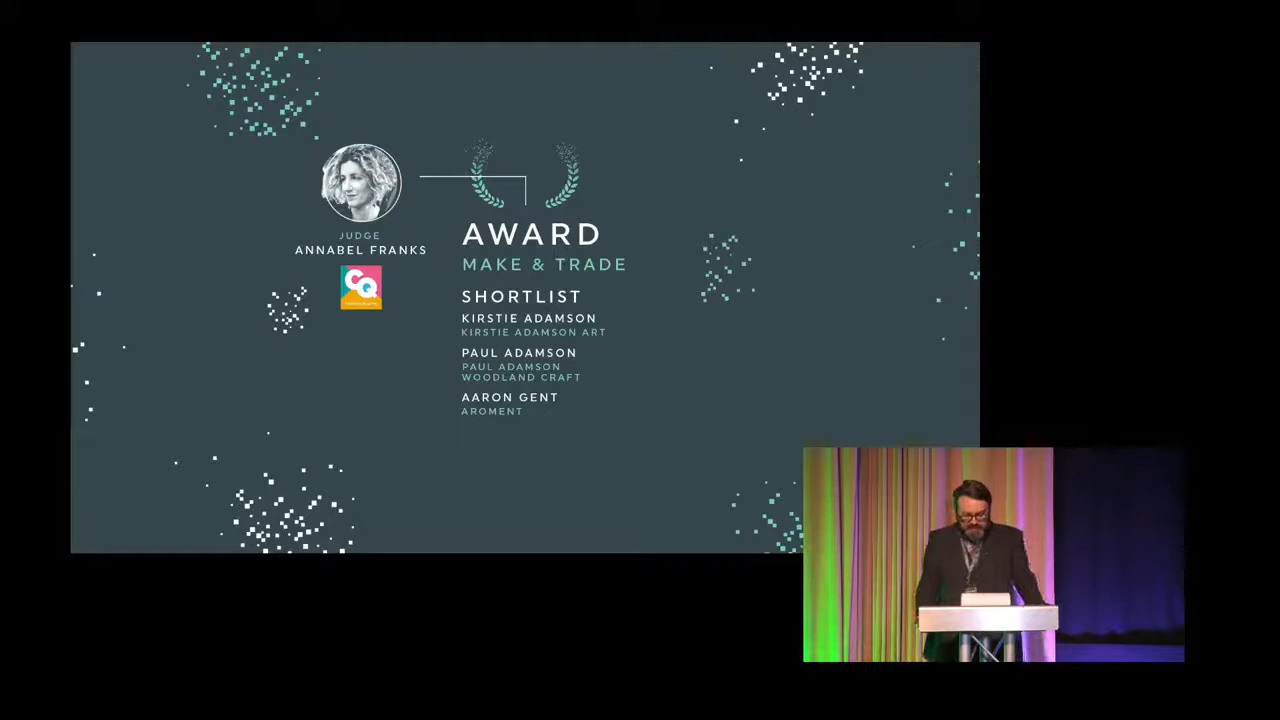 JUDGE
ANNABEL FRANKS
CQ
AWARD
MAKE & TRADE
SHORTLIST
KIRSTIE ADAMSON
KIRSTIE ADAMSON ART
PAUL ADAMSON
PAUL ADAMSON
WOODLAND CRAFT
AARON GENT
AROMENT